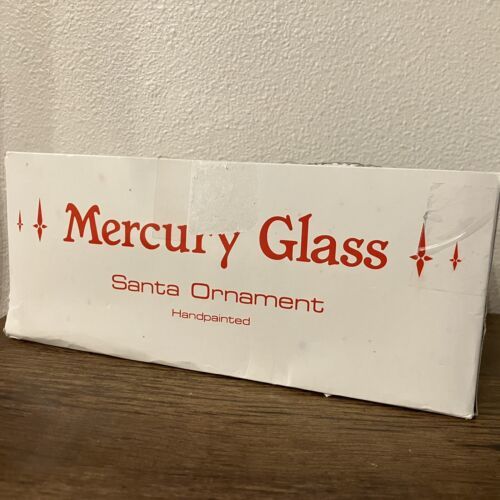 Mercury Glass
Santa Ornament
Handpainted